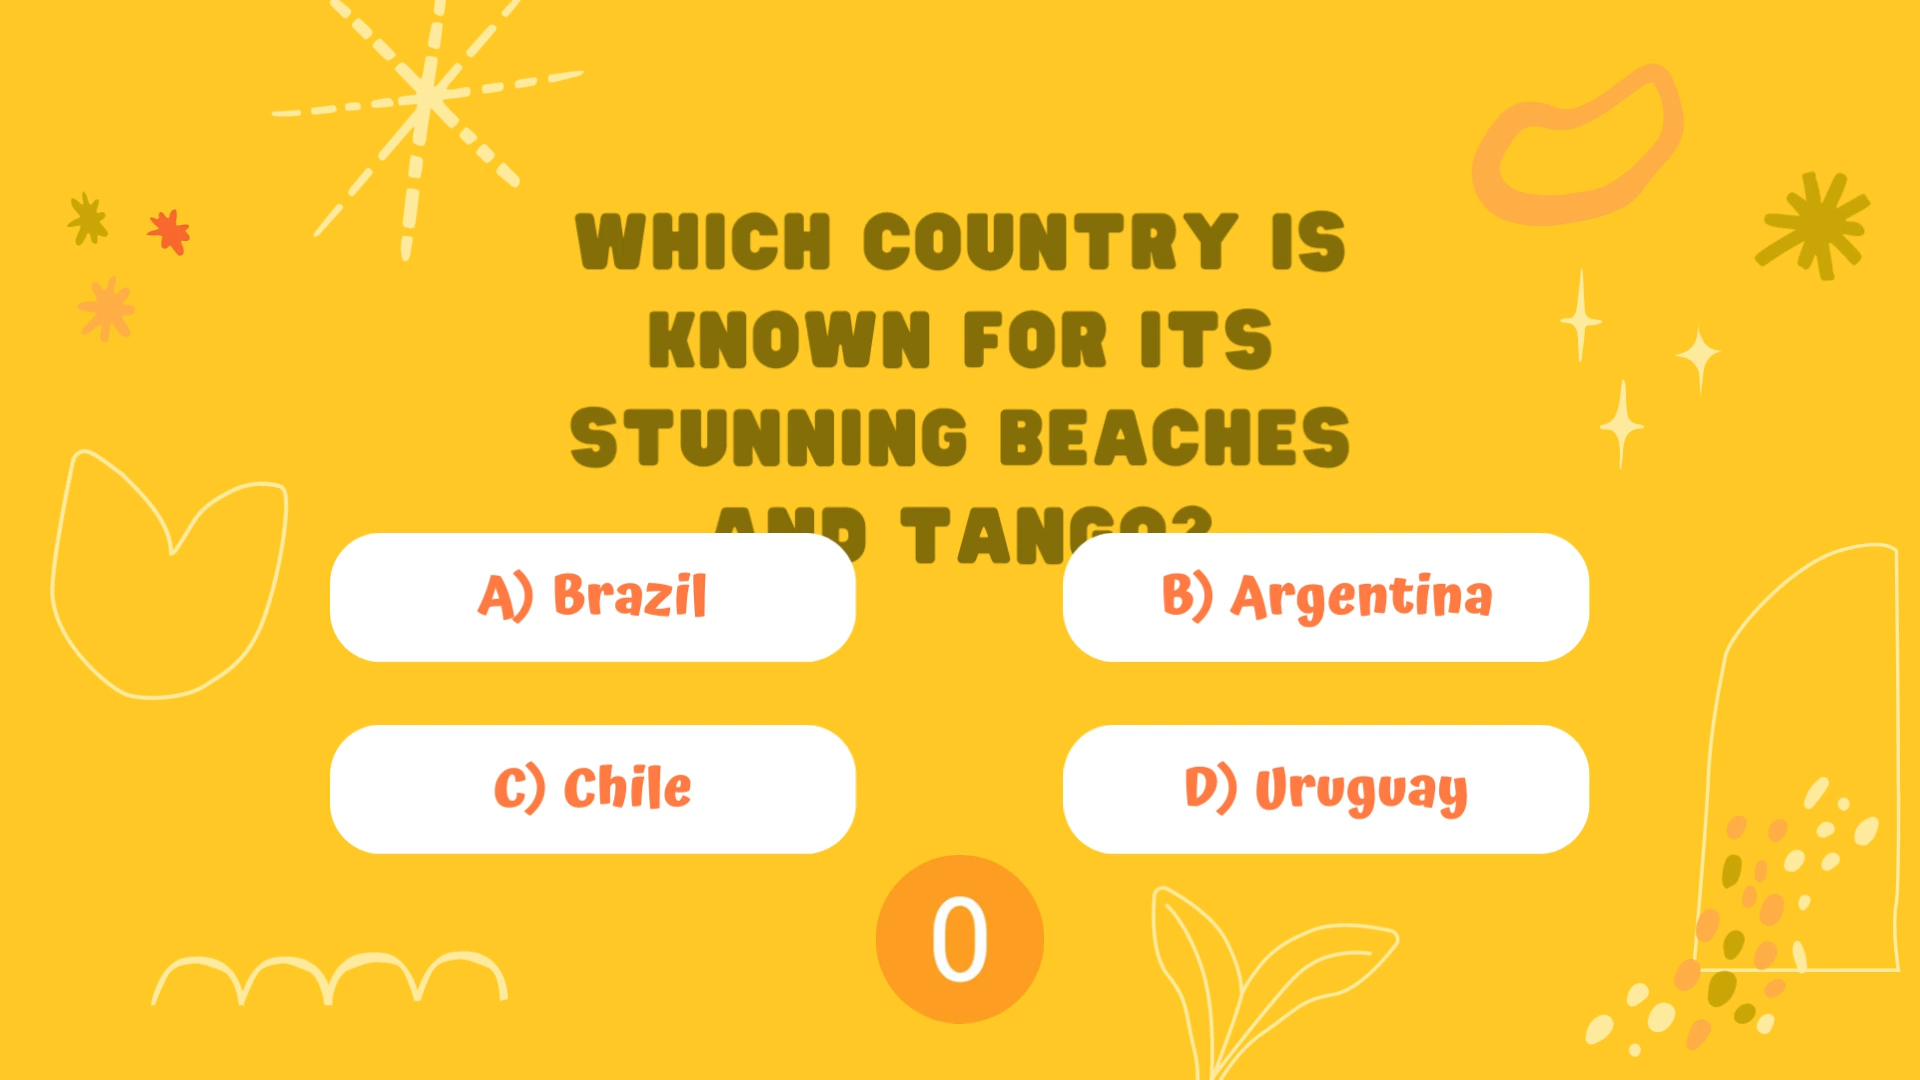 WHICH COUNTRY IS
KNOWN FOR ITS
STUNNING BEACHES
AND TANGO?
A) Brazil
B) Argentina
C) Chile
D) Uruguay
0